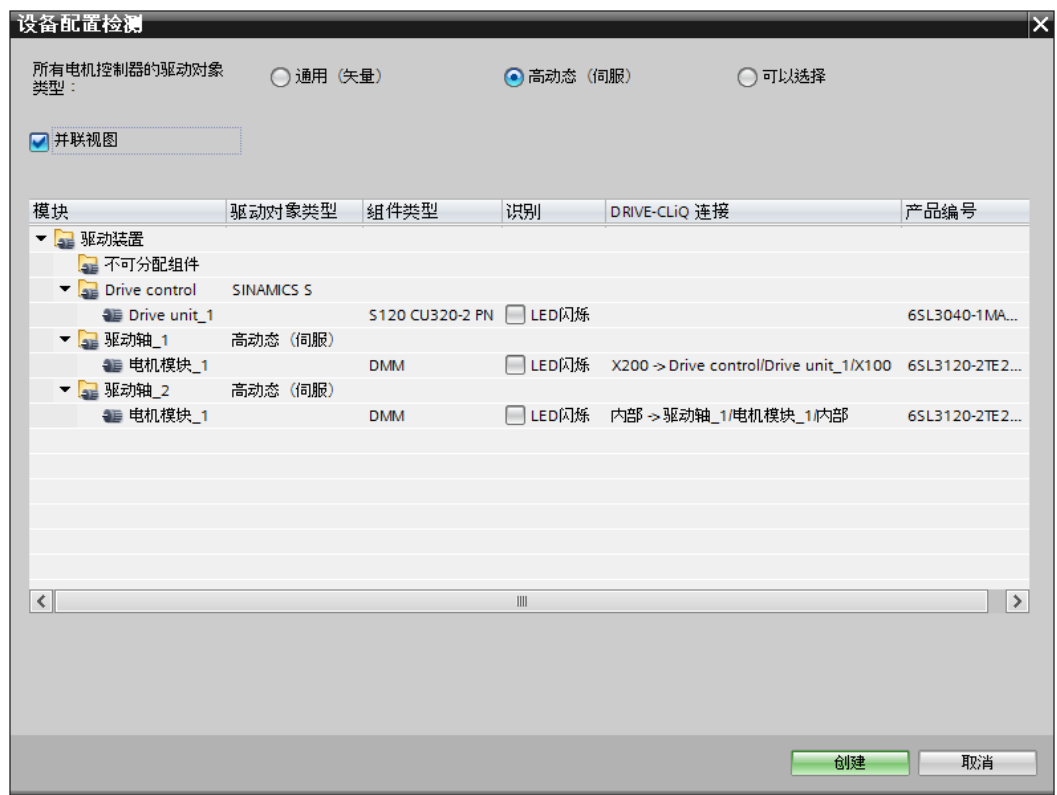 设备配置检测
所有电机控制器的驱动对象
类型：
通用（矢量） 高动态（伺服） 可以选择
并联视图
模块 驱动对象类型 组件类型 识别 DRIVE-CLiQ 连接 产品编号
驱动装置
不可分配组件
Drive control SINAMICS S
Drive unit_1 S120 CU320-2 PN LED闪烁 6SL3040-1MA...
驱动轴_1 高动态（伺服）
电机模块_1 DMM LED闪烁 X200 -> Drive control/Drive unit_1/X100 6SL3120-2TE2...
驱动轴_2 高动态（伺服）
电机模块_1 DMM LED闪烁 内部 -> 驱动轴_1/电机模块_1/内部 6SL3120-2TE2...
创建 取消